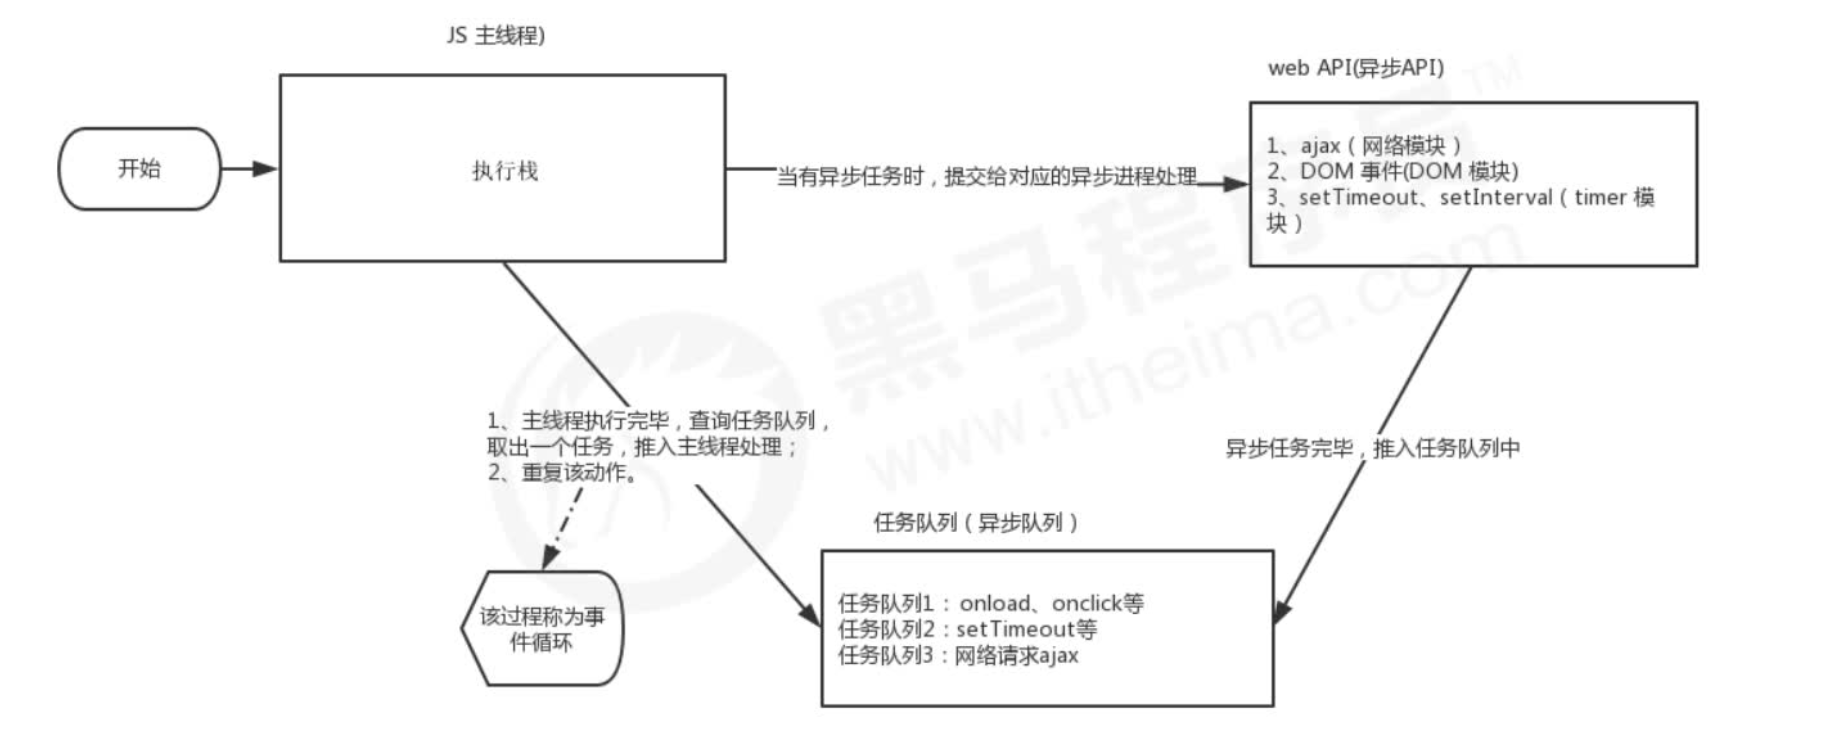 JS 主线程)
web API(异步API)
开始
执行栈
当有异步任务时，提交给对应的异步进程处理
1、ajax（网络模块）
2、DOM 事件(DOM 模块)
3、setTimeout、setInterval（timer 模
块）
1、主线程执行完毕，查询任务队列，
取出一个任务，推入主线程处理；
2、重复该动作。
异步任务完毕，推入任务队列中
任务队列（异步队列）
任务队列1：onload、onclick等
任务队列2：setTimeout等
任务队列3：网络请求ajax
该过程称为事
件循环
黑马程序员™
www.itheima.com